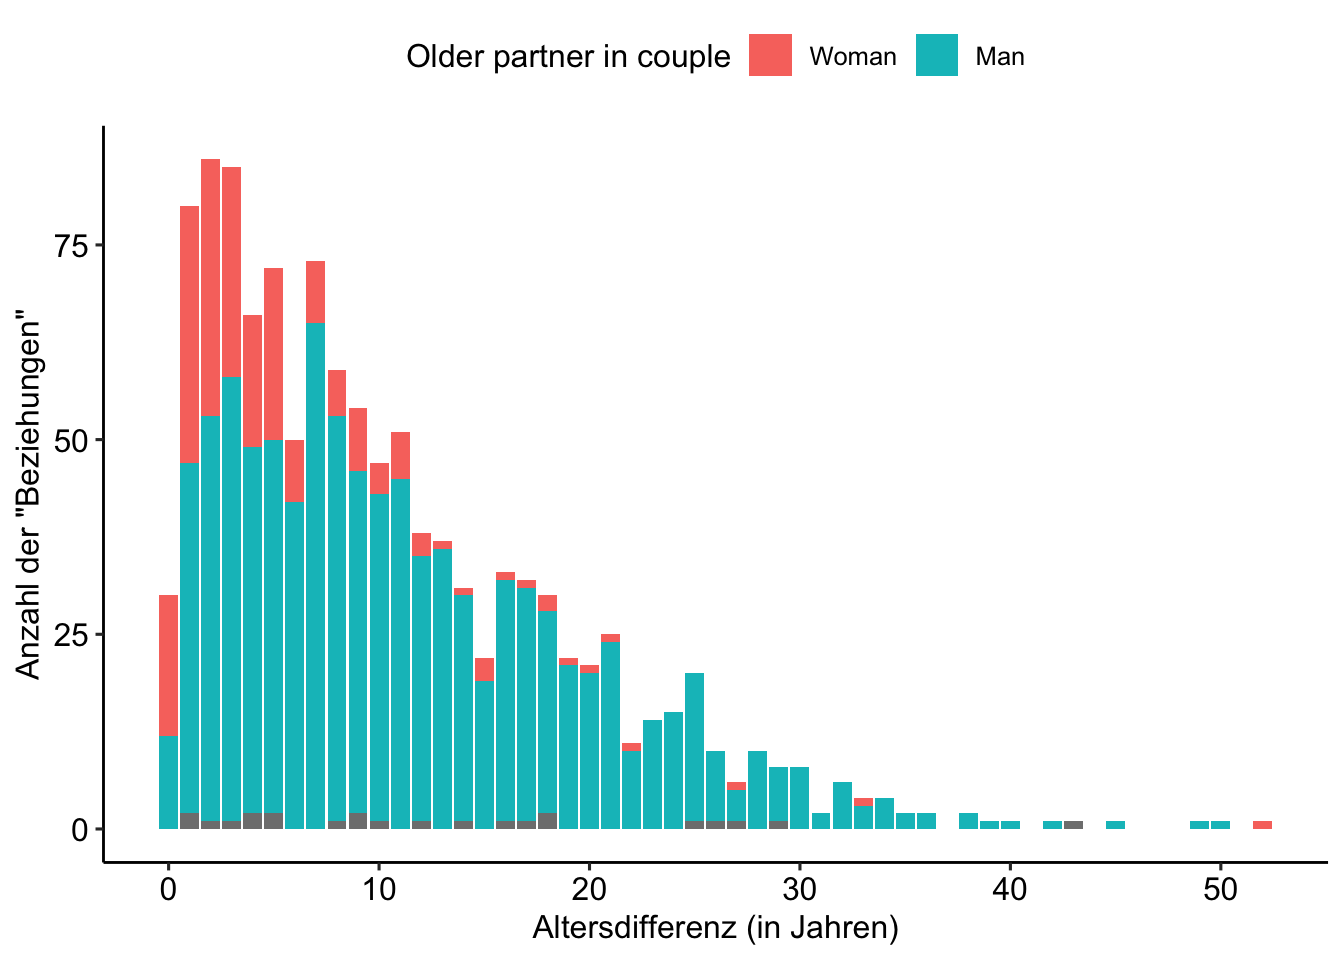 Older partner in couple Woman Man
Anzahl der "Beziehungen"
75
50
25
0
0 10 20 30 40 50
Altersdifferenz (in Jahren)